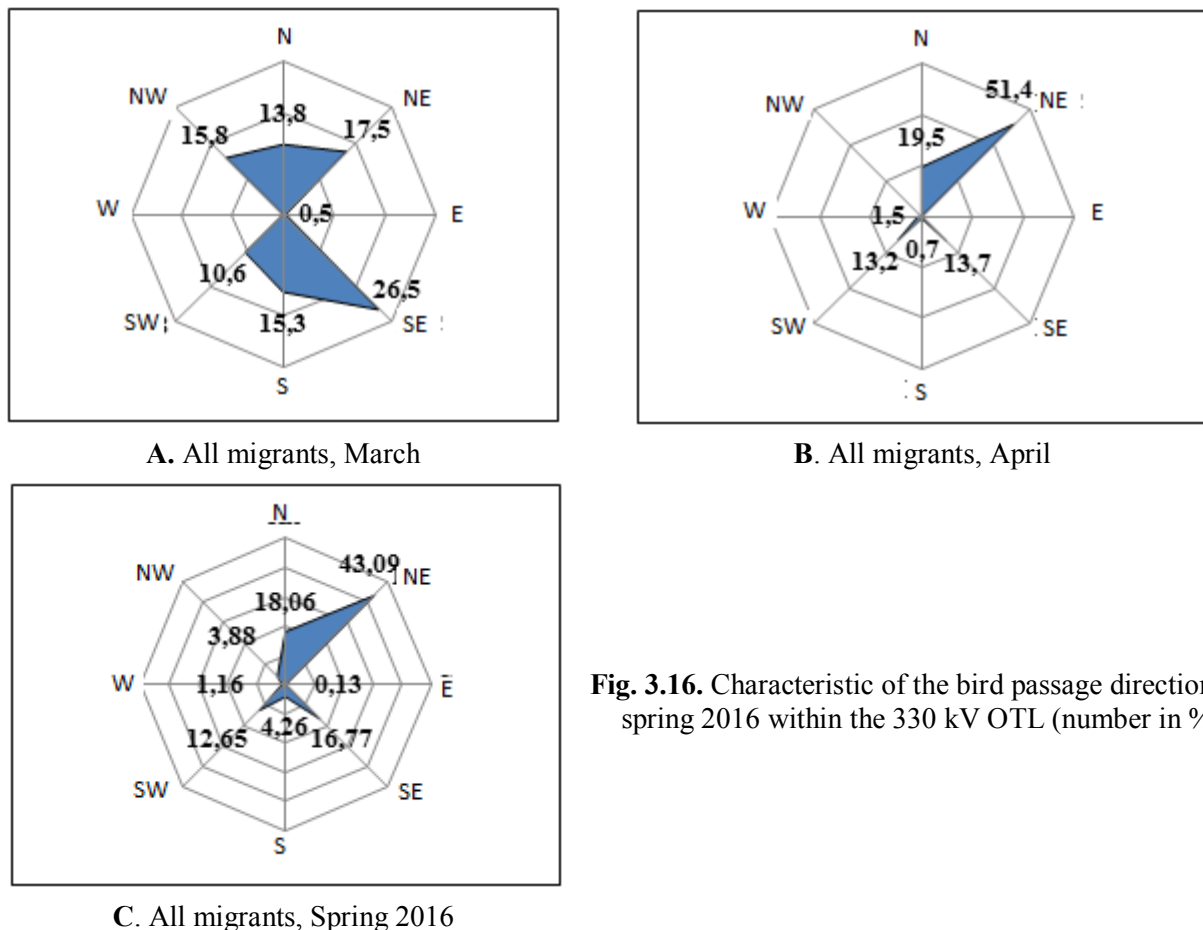 N
NW
NE
13,8
15,8
17,5
W
0,5
E
10,6
26,5
SW
15,3
SE
S
A. All migrants, March
N
NW
51,4
NE
19,5
W
1,5
E
13,2
0,7
13,7
SW
SE
S
B. All migrants, April
N
NW
43,09
NE
18,06
3,88
W
1,16
0,13
E
12,65
4,26
16,77
SW
SE
S
C. All migrants, Spring 2016
Fig. 3.16. Characteristic of the bird passage direction
spring 2016 within the 330 kV OTL (number in %